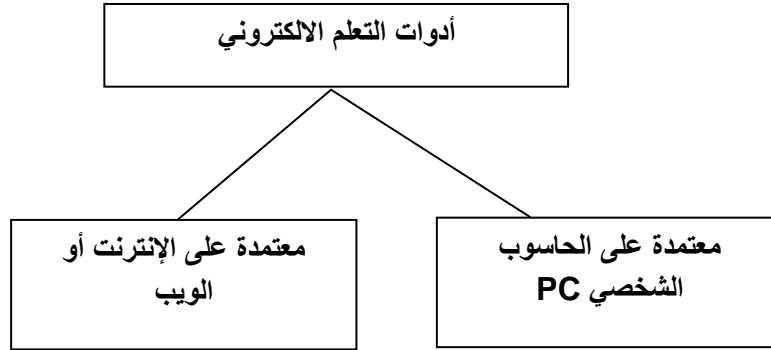 أدوات التعلم الالكتروني
معتمدة على الحاسوب
الشخصي PC
معتمدة على الإنترنت أو
الويب